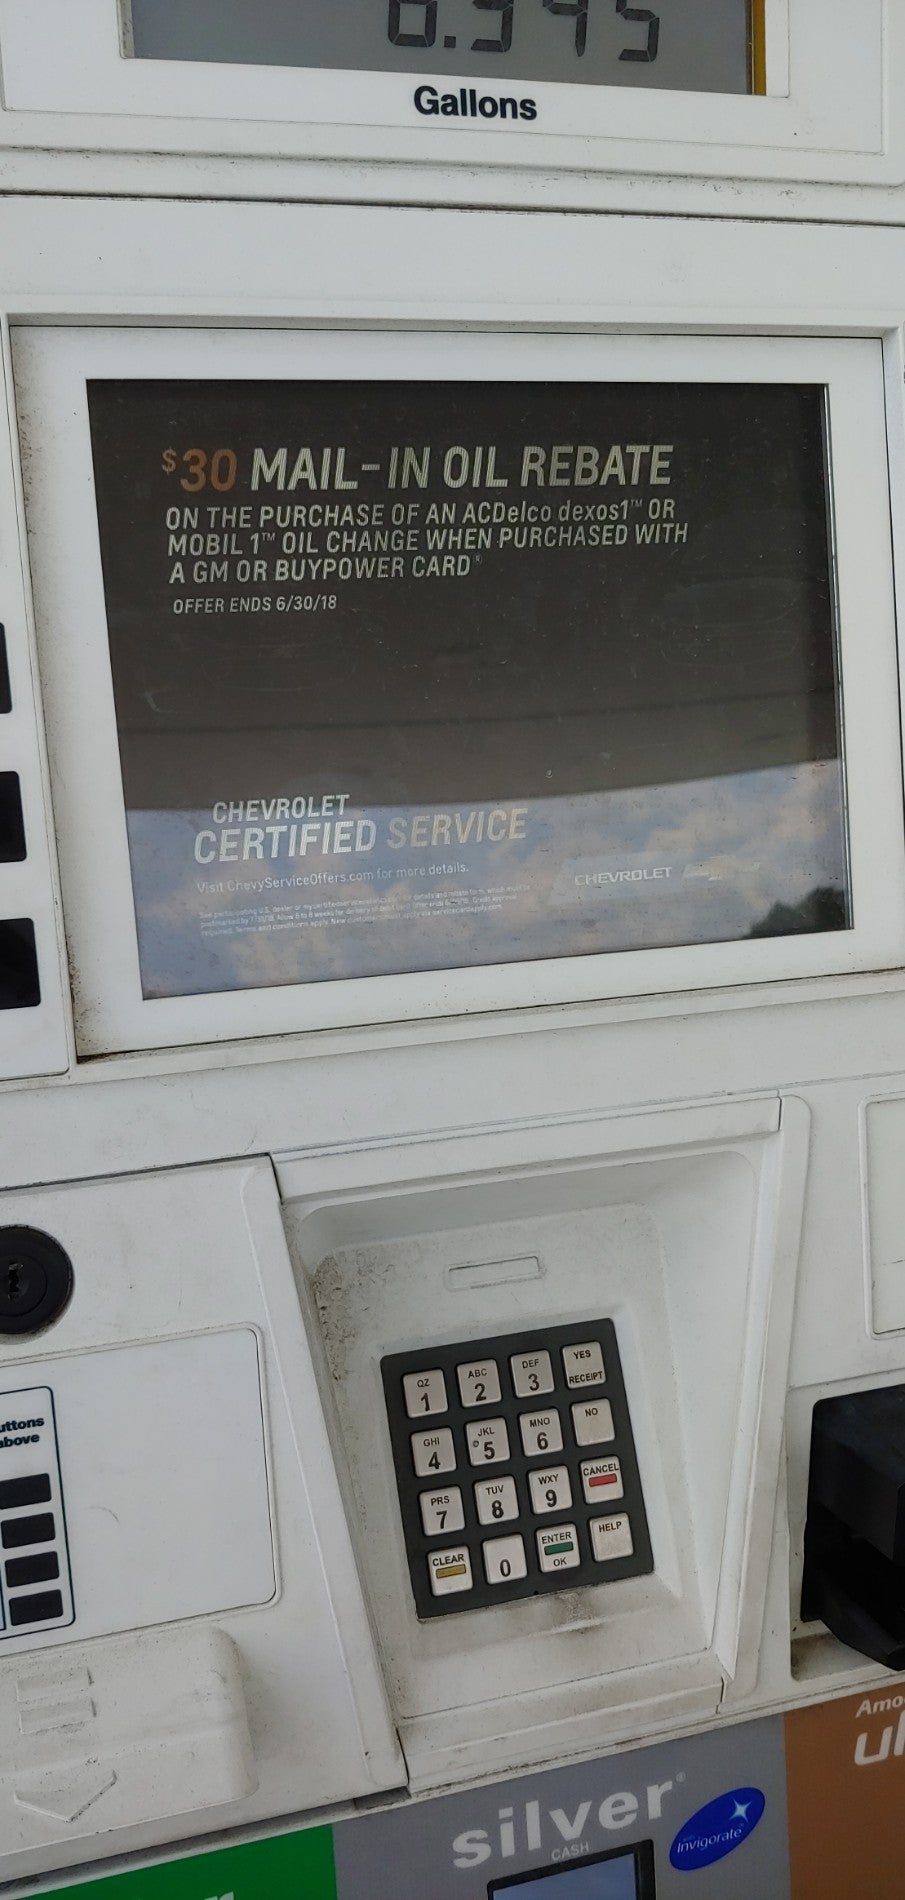 6.395
Gallons
$30 MAIL-IN OIL REBATE
ON THE PURCHASE OF AN ACDelco dexos1™ OR
MOBIL 1™ OIL CHANGE WHEN PURCHASED WITH
A GM OR BUYPOWER CARD®
OFFER ENDS 6/30/18
CHEVROLET
CERTIFIED SERVICE
Visit ChevyServiceOffers.com for more details.
CHEVROLET
QZ ABC DEF YES
1 2 3 RECEIPT
GHI JKL MNO NO
4 5 6
PRS TUV WXY CANCEL
7 8 9
CLEAR 0 ENTER HELP
OK
above
silver®
CASH
Invigorate®